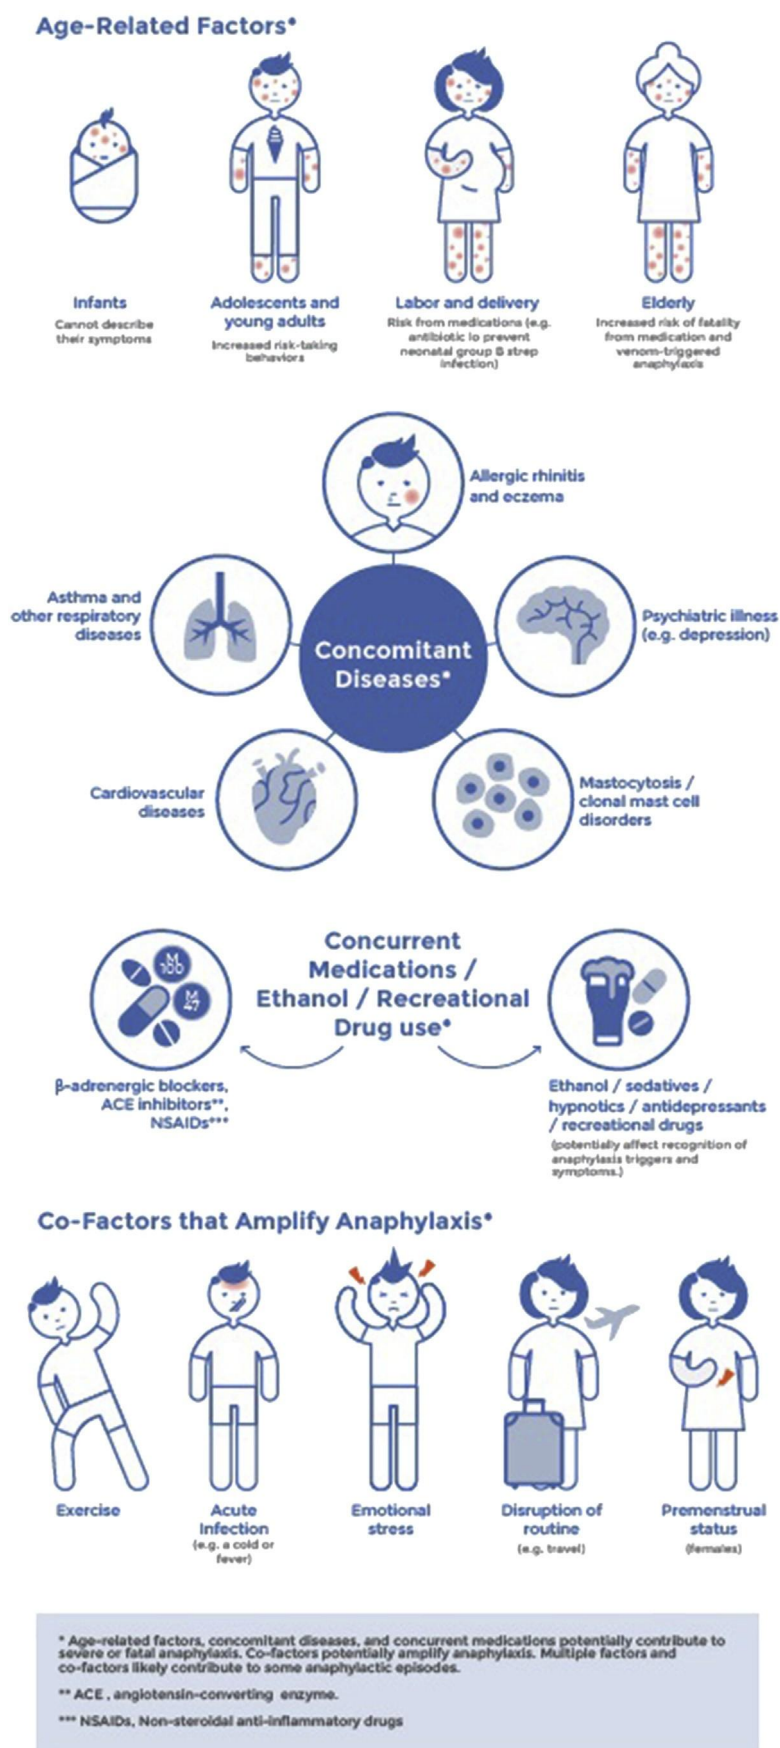 Age-Related Factors*
Infants
Cannot describe
their symptoms
Adolescents and
young adults
Increased risk-taking
behaviors
Labor and delivery
Risk from medications (e.g.
antibiotic to prevent
neonatal group B strep
infection)
Elderly
Increased risk of fatality
from medication and
venom-triggered
anaphylaxis
Allergic rhinitis
and eczema
Asthma and
other respiratory
diseases
Concomitant
Diseases*
Psychiatric illness
(e.g. depression)
Cardiovascular
diseases
Mastocytosis /
clonal mast cell
disorders
Concurrent
Medications /
Ethanol / Recreational
Drug use*
M
100
M
47
β-adrenergic blockers,
ACE inhibitors**,
NSAIDs***
Ethanol / sedatives /
hypnotics / antidepressants
/ recreational drugs
(potentially affect recognition of
anaphylaxis triggers and
symptoms.)
Co-Factors that Amplify Anaphylaxis*
Exercise
Acute
Infection
(e.g. a cold or
fever)
Emotional
stress
Disruption of
routine
(e.g. travel)
Premenstrual
status
(females)
* Age-related factors, concomitant diseases, and concurrent medications potentially contribute to
severe or fatal anaphylaxis. Co-factors potentially amplify anaphylaxis. Multiple factors and
co-factors likely contribute to some anaphylactic episodes.
** ACE , angiotensin-converting enzyme.
*** NSAIDs, Non-steroidal anti-inflammatory drugs